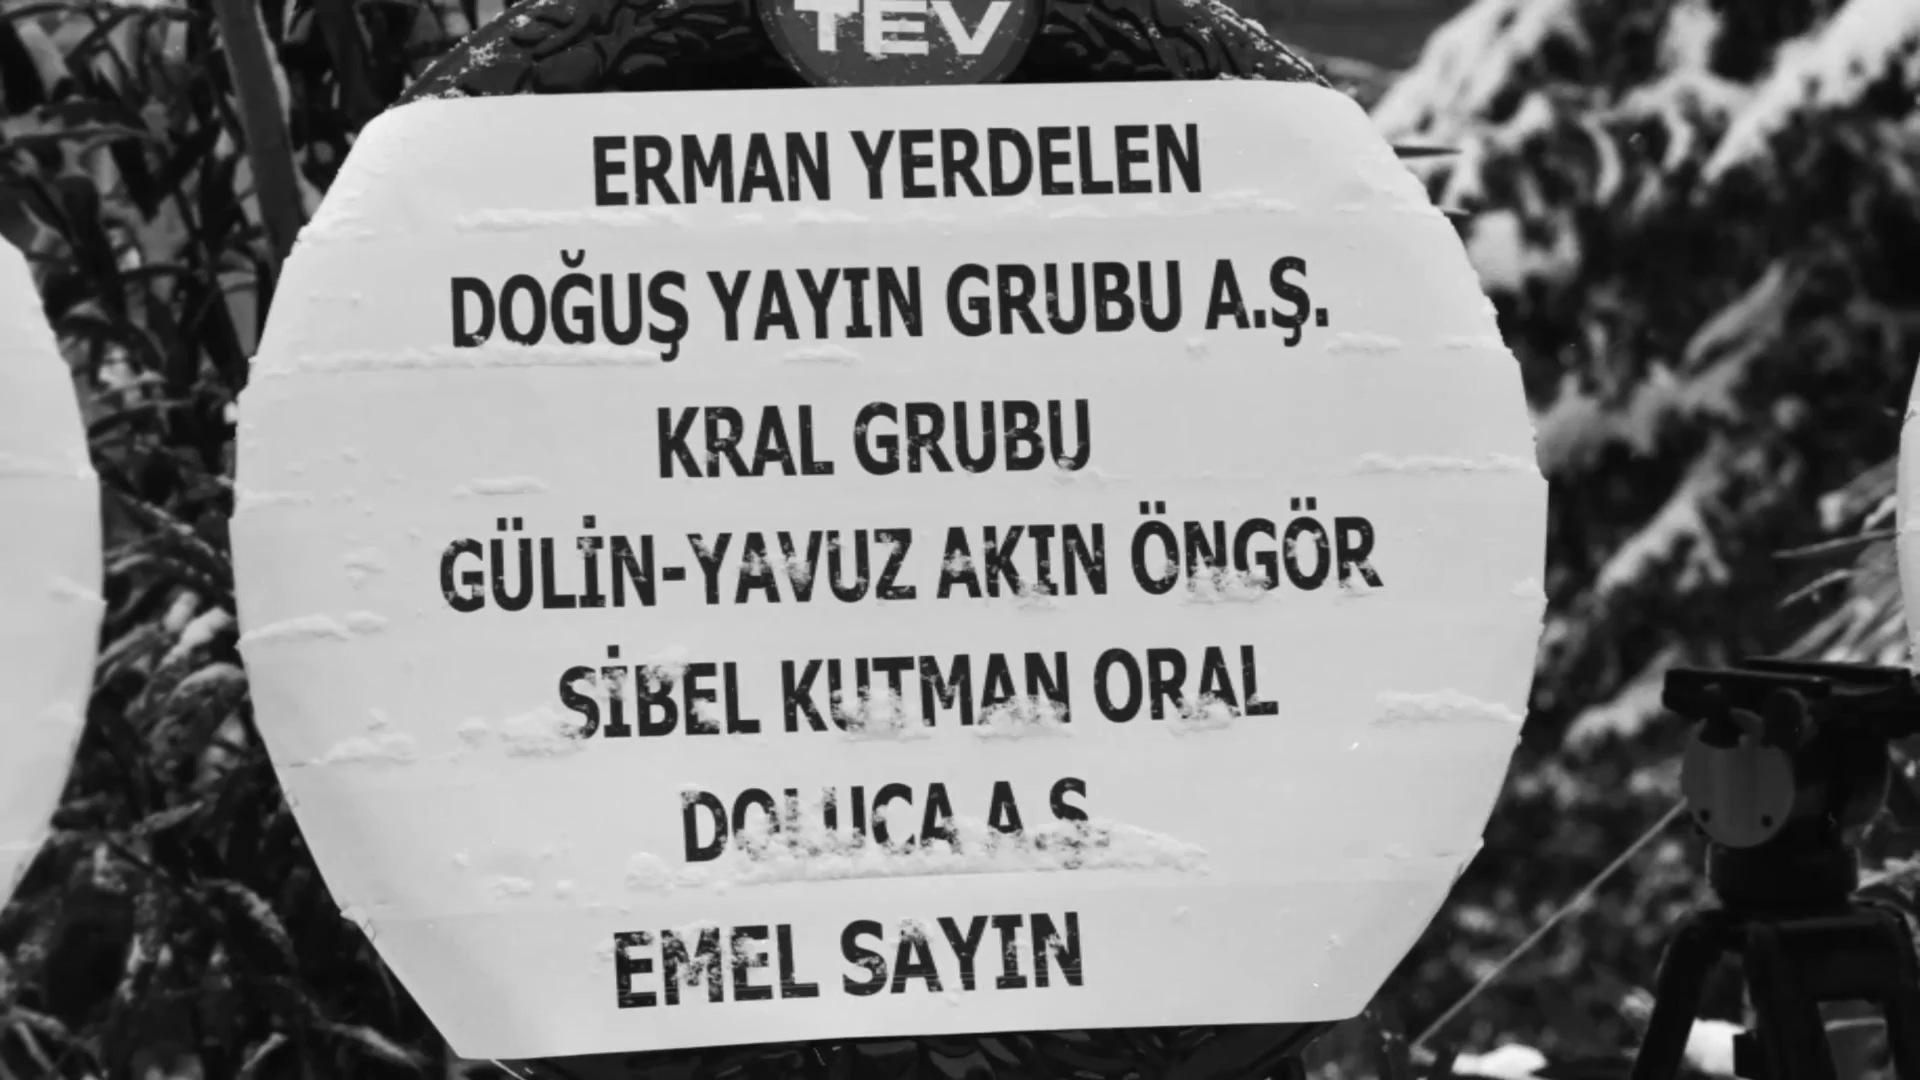 TEV
ERMAN YERDELEN
DOĞUŞ YAYIN GRUBU A.Ş.
KRAL GRUBU
GÜLİN-YAVUZ AKIN ÖNGÖR
SİBEL KUTMAN ORAL
DOLUCA A.Ş.
EMEL SAYIN